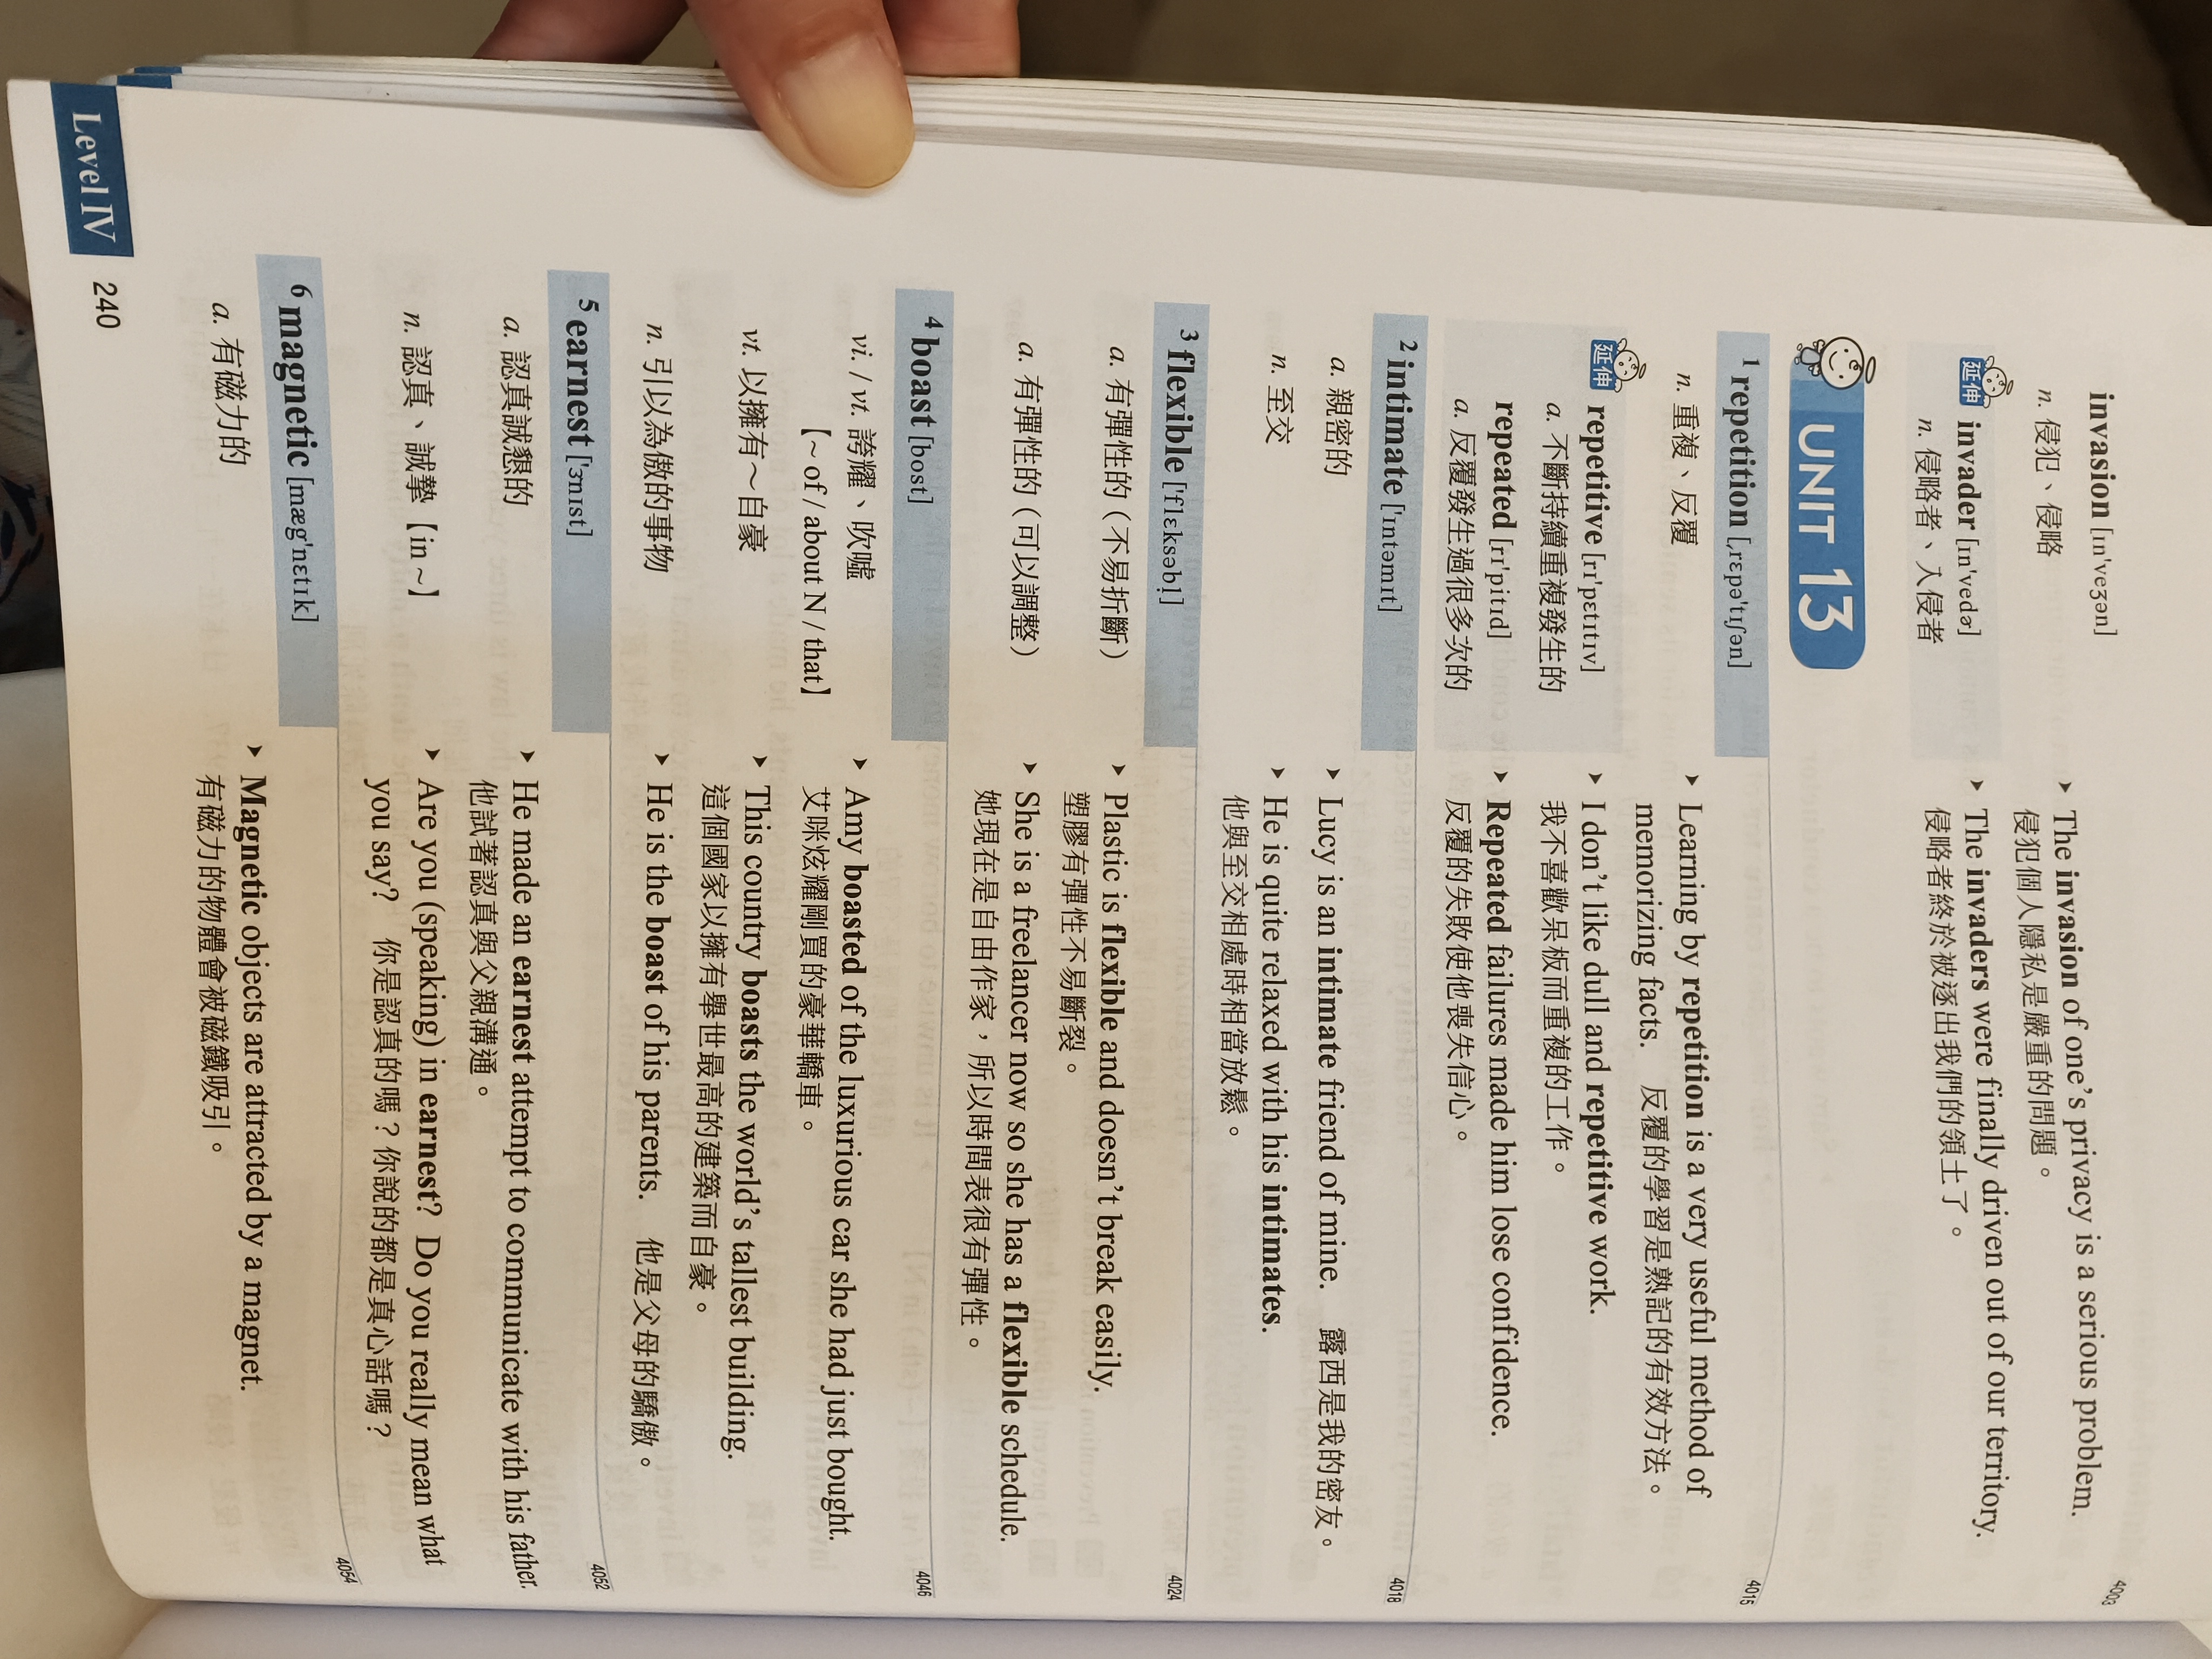 invasion [ɪn'veʒən]
n. 侵犯、侵略
延伸 invader [ɪn'vedɚ]
n. 侵略者、入侵者
➤ The invasion of one's privacy is a serious problem.
侵犯個人隱私是嚴重的問題。
➤ The invaders were finally driven out of our territory.
侵略者終於被逐出我們的領土了。
UNIT 13
1 repetition [ˌrɛpə'tɪʃən]
4015
n. 重複、反覆
延伸 repetitive [rɪ'pɛtɪtɪv]
a. 不斷持續重複發生的
repeated [rɪ'pitɪd]
a. 反覆發生過很多次的
➤ Learning by repetition is a very useful method of
memorizing facts. 反覆的學習是熟記的有效方法。
➤ I don't like dull and repetitive work.
我不喜歡呆板而重複的工作。
➤ Repeated failures made him lose confidence.
反覆的失敗使他喪失信心。
2 intimate ['ɪntəmɪt]
4018
a. 親密的
n. 至交
➤ Lucy is an intimate friend of mine. 露西是我的密友。
➤ He is quite relaxed with his intimates.
他與至交相處時相當放鬆。
3 flexible ['flɛksəbḷ]
4024
a. 有彈性的（不易折斷）
a. 有彈性的（可以調整）
➤ Plastic is flexible and doesn't break easily.
塑膠有彈性不易斷裂。
➤ She is a freelancer now so she has a flexible schedule.
她現在是自由作家，所以時間表很有彈性。
4 boast [bost]
4046
vi. / vt. 誇耀、吹噓
【~ of / about N / that】
vt. 以擁有～自豪
n. 引以為傲的事物
➤ Amy boasted of the luxurious car she had just bought.
艾咪炫耀剛買的豪華轎車。
➤ This country boasts the world's tallest building.
這個國家以擁有舉世最高的建築而自豪。
➤ He is the boast of his parents. 他是父母的驕傲。
5 earnest ['ɝnɪst]
4052
a. 認真誠懇的
n. 認真、誠摯【in ~】
➤ He made an earnest attempt to communicate with his father.
他試著認真與父親溝通。
➤ Are you (speaking) in earnest? Do you really mean what
you say? 你是認真的嗎？你說的都是真心話嗎？
6 magnetic [mæg'nɛtɪk]
4054
a. 有磁力的
➤ Magnetic objects are attracted by a magnet.
有磁力的物體會被磁鐵吸引。
Level IV 240